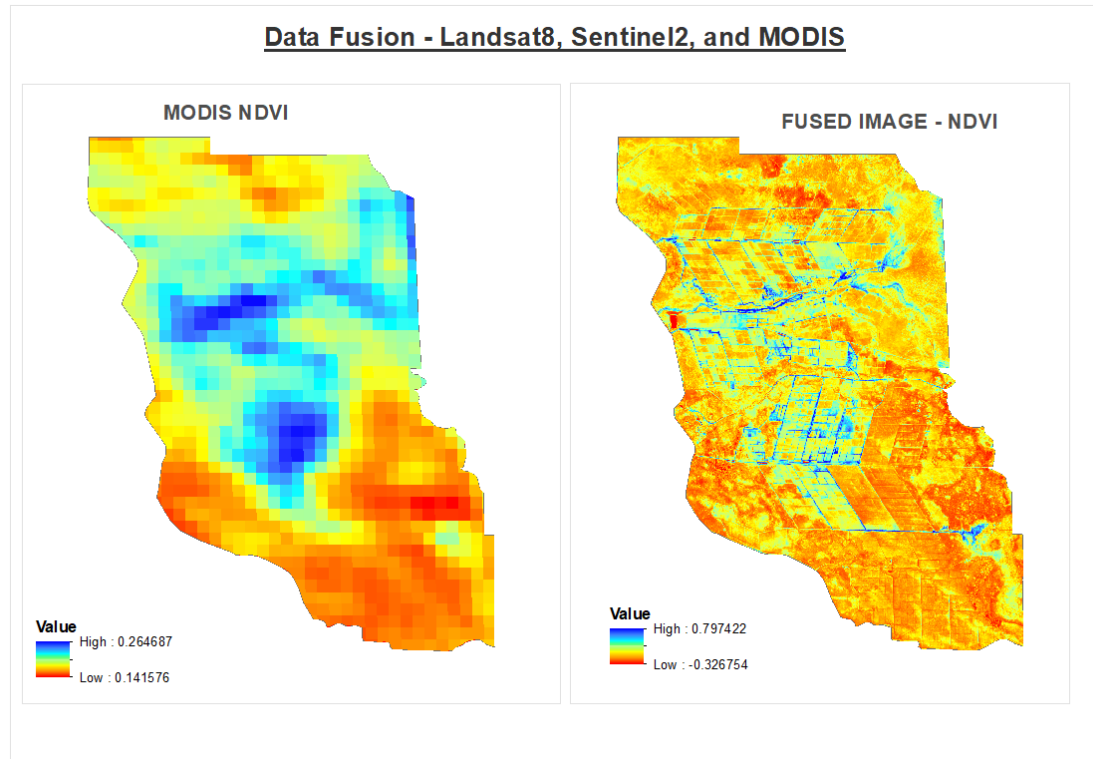 Data Fusion - Landsat8, Sentinel2, and MODIS
MODIS NDVI
Value
High : 0.264687
Low : 0.141576
FUSED IMAGE - NDVI
Value
High : 0.797422
Low : -0.326754